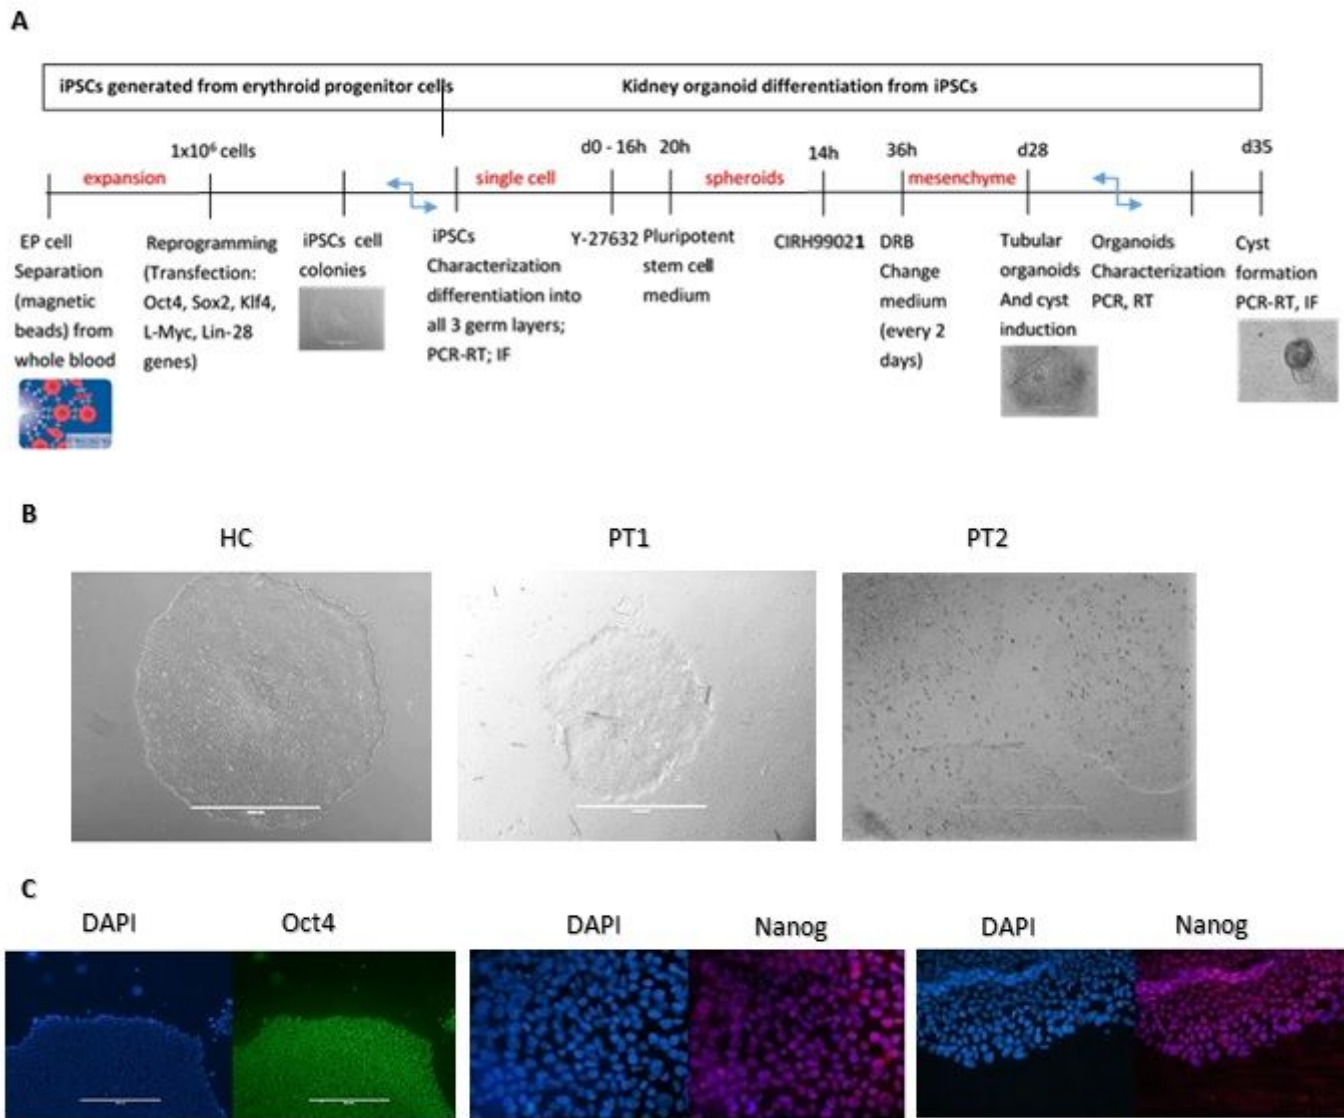 A
iPSCs generated from erythroid progenitor cells
Kidney organoid differentiation from iPSCs
1x10⁶ cells
d0 - 16h
20h
14h
36h
d28
d35
expansion
single cell
spheroids
mesenchyme
EP cell
Separation
(magnetic
beads) from
whole blood
Reprogramming
(Transfection:
Oct4, Sox2, Klf4,
L-Myc, Lin-28
genes)
iPSCs cell
colonies
iPSCs
Characterization
differentiation into
all 3 germ layers;
PCR-RT; IF
Y-27632
Pluripotent
stem cell
medium
CIRH99021
DRB
Change
medium
(every 2
days)
Tubular
organoids
And cyst
induction
Organoids
Characterization
PCR, RT
Cyst
formation
PCR-RT, IF
B
HC
PT1
PT2
C
DAPI
Oct4
DAPI
Nanog
DAPI
Nanog